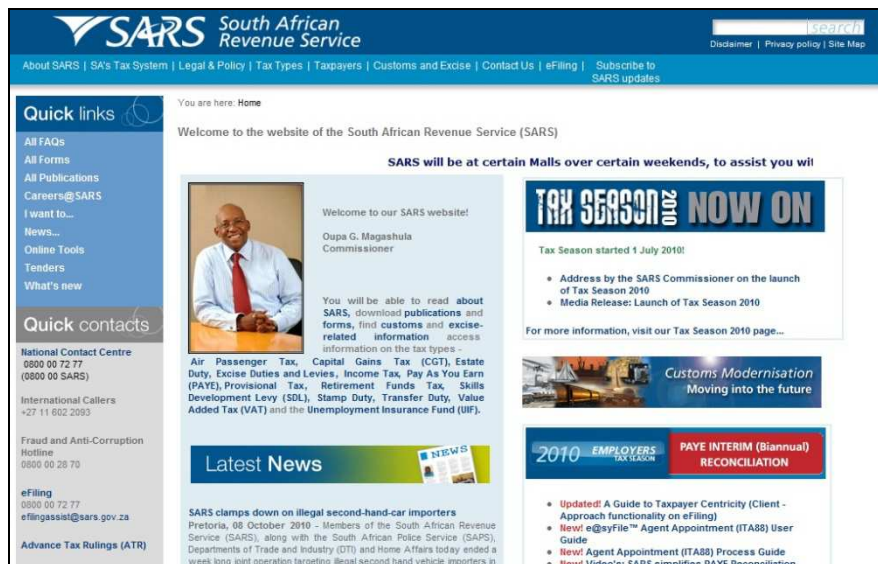 SARS South African
Revenue Service
search
Disclaimer | Privacy policy | Site Map
About SARS | SA's Tax System | Legal & Policy | Tax Types | Taxpayers | Customs and Excise | Contact Us | eFiling | Subscribe to
SARS updates
Quick links
All FAQs
All Forms
All Publications
Careers@SARS
I want to...
News...
Online Tools
Tenders
What's new
Quick contacts
National Contact Centre
0800 00 72 77
(0800 00 SARS)
International Callers
+27 11 602 2093
Fraud and Anti-Corruption
Hotline
0800 00 28 70
eFiling
0800 00 72 77
efilingassist@sars.gov.za
Advance Tax Rulings (ATR)
You are here: Home
Welcome to the website of the South African Revenue Service (SARS)
SARS will be at certain Malls over certain weekends, to assist you wit
Welcome to our SARS website!
Oupa G. Magashula
Commissioner
You will be able to read about
SARS, download publications and
forms, find customs and excise-
related information access
information on the tax types -
Air Passenger Tax, Capital Gains Tax (CGT), Estate
Duty, Excise Duties and Levies, Income Tax, Pay As You Earn
(PAYE), Provisional Tax, Retirement Funds Tax, Skills
Development Levy (SDL), Stamp Duty, Transfer Duty, Value
Added Tax (VAT) and the Unemployment Insurance Fund (UIF).
Latest News
NEWS
SARS clamps down on illegal second-hand-car importers
Pretoria, 08 October 2010 - Members of the South African Revenue
Service (SARS), along with the South African Police Service (SAPS),
Departments of Trade and Industry (DTI) and Home Affairs today ended a
week long joint operation targeting illegal second hand vehicle importers in
TAX SEASON 2010 NOW ON
Tax Season started 1 July 2010!
Address by the SARS Commissioner on the launch
of Tax Season 2010
Media Release: Launch of Tax Season 2010
For more information, visit our Tax Season 2010 page...
Customs Modernisation
Moving into the future
2010 EMPLOYERS
TAX SEASON
PAYE INTERIM (Biannual)
RECONCILIATION
Updated! A Guide to Taxpayer Centricity (Client -
Approach functionality on eFiling)
New! e@syFile™ Agent Appointment (ITA88) User
Guide
New! Agent Appointment (ITA88) Process Guide
New! Video's: SARS simplifies PAYE Reconciliation